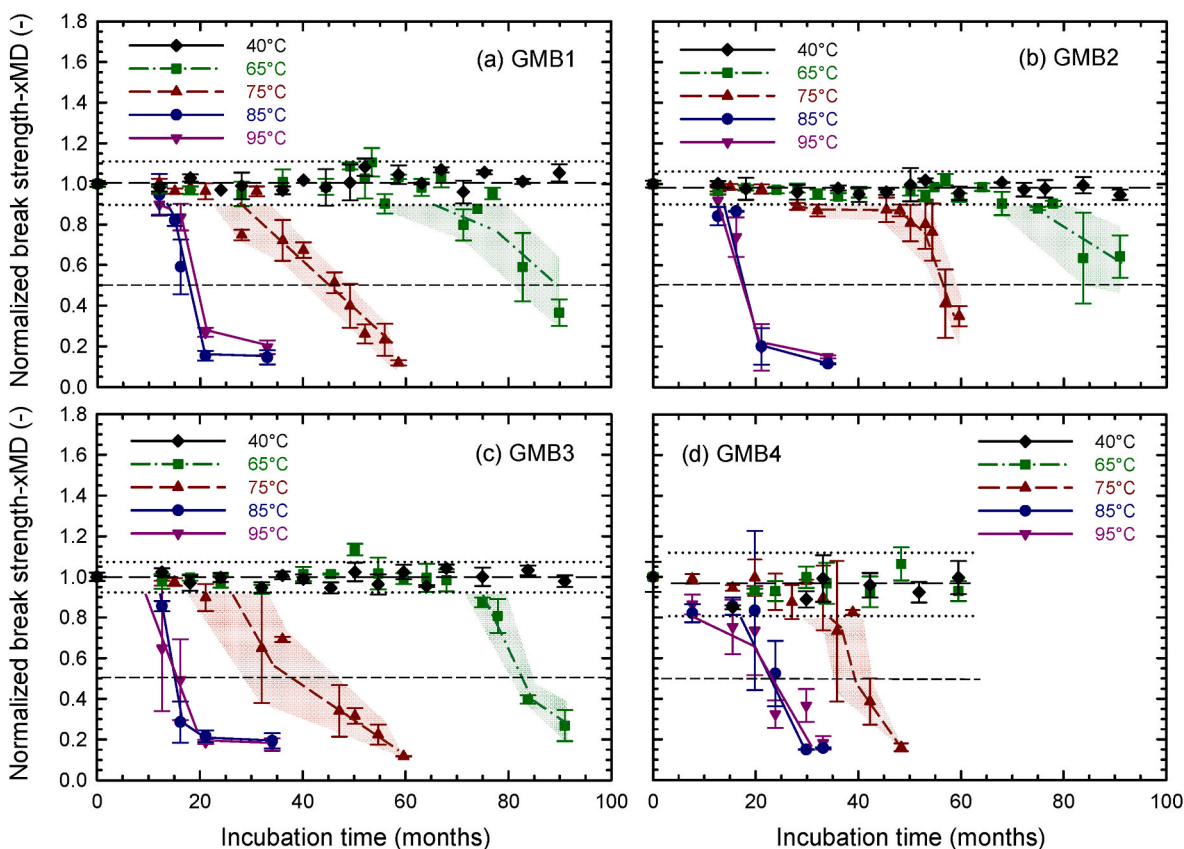 1.8
1.6
1.4
1.2
1.0
0.8
0.6
0.4
0.2
0.0
Normalized break strength-xMD (-)
40°C
65°C
75°C
85°C
95°C
(a) GMB1
40°C
65°C
75°C
85°C
95°C
(b) GMB2
1.8
1.6
1.4
1.2
1.0
0.8
0.6
0.4
0.2
0.0
Normalized break strength-xMD (-)
40°C
65°C
75°C
85°C
95°C
(c) GMB3
(d) GMB4
40°C
65°C
75°C
85°C
95°C
0 20 40 60 80 100
Incubation time (months)
0 20 40 60 80 100
Incubation time (months)